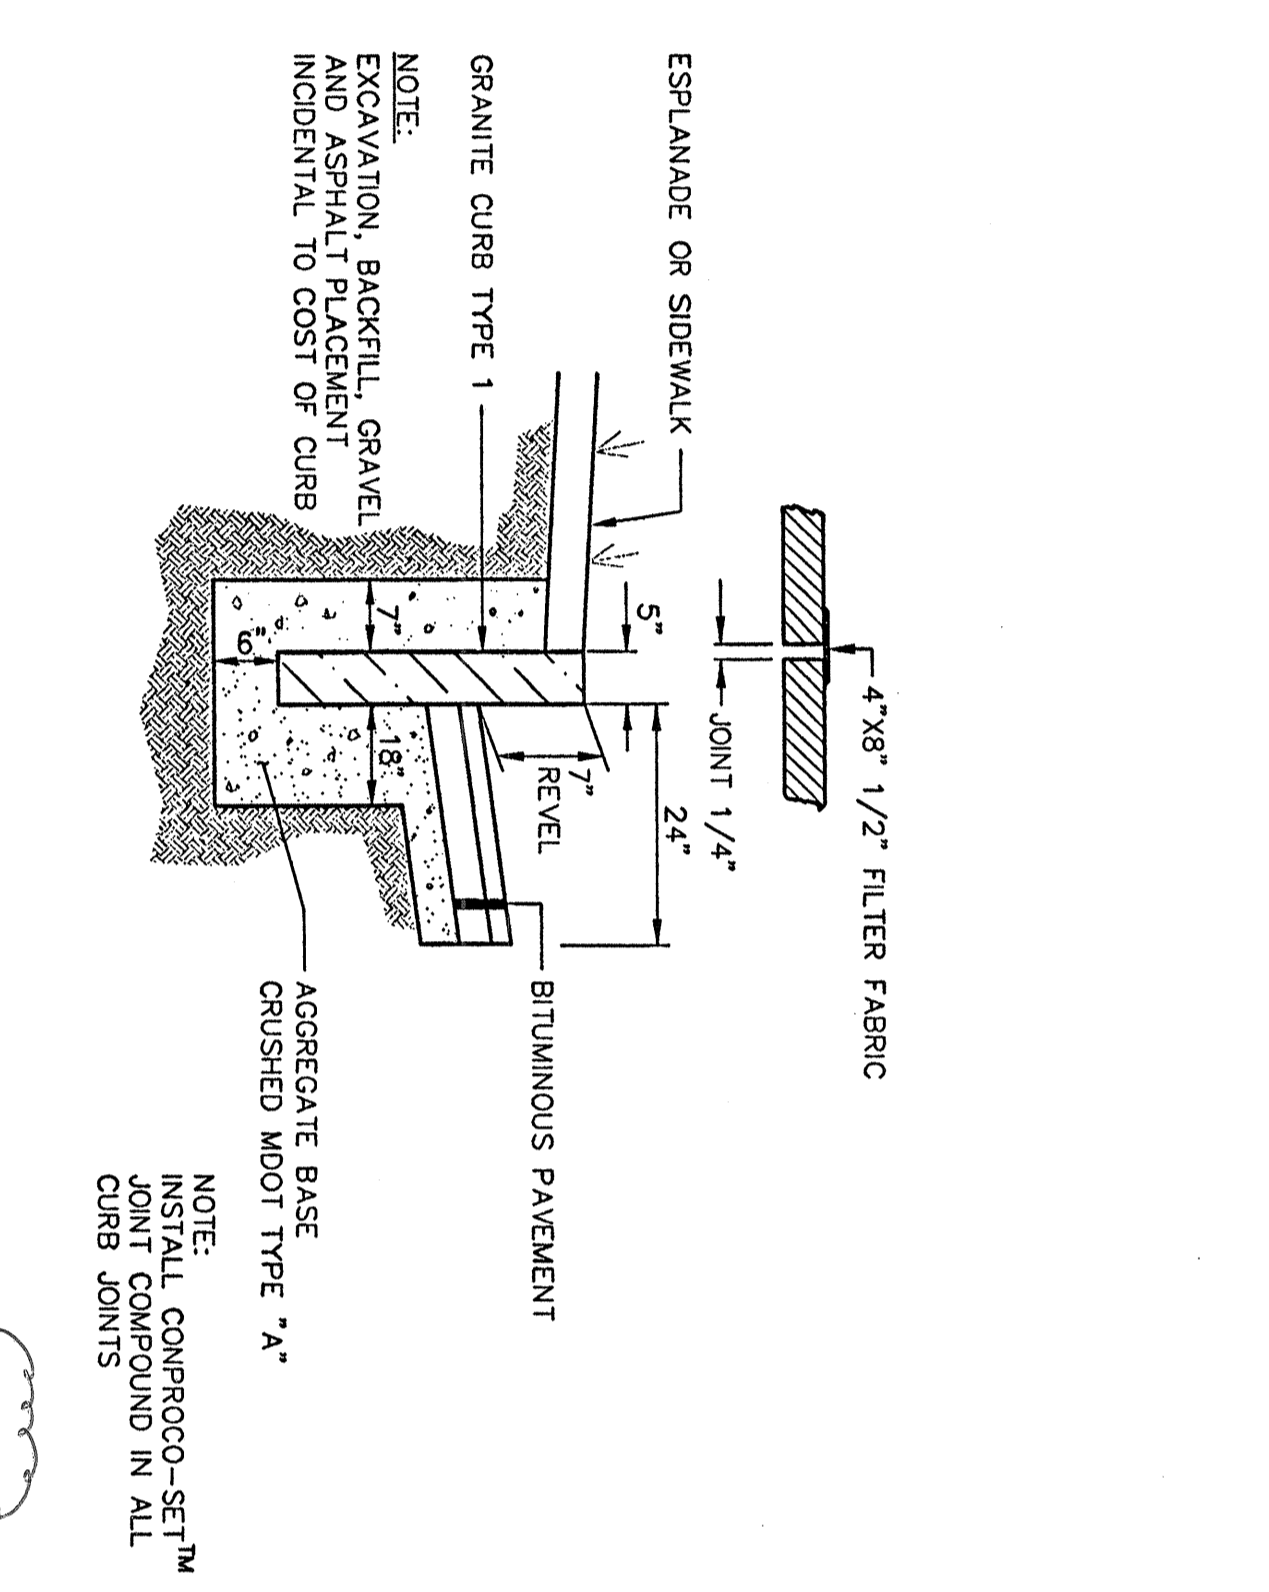 4"X8" 1/2" FILTER FABRIC
JOINT 1/4"
ESPLANADE OR SIDEWALK
5"
24"
7"
REVEL
GRANITE CURB TYPE 1
BITUMINOUS PAVEMENT
NOTE:
EXCAVATION, BACKFILL, GRAVEL
AND ASPHALT PLACEMENT
INCIDENTAL TO COST OF CURB
7"
18"
6"
AGGREGATE BASE
CRUSHED MDOT TYPE "A"
NOTE:
INSTALL CONPROCO-SET™
JOINT COMPOUND IN ALL
CURB JOINTS